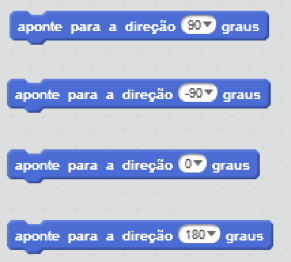 aponte para a direção 90 graus
aponte para a direção -90 graus
aponte para a direção 0 graus
aponte para a direção 180 graus